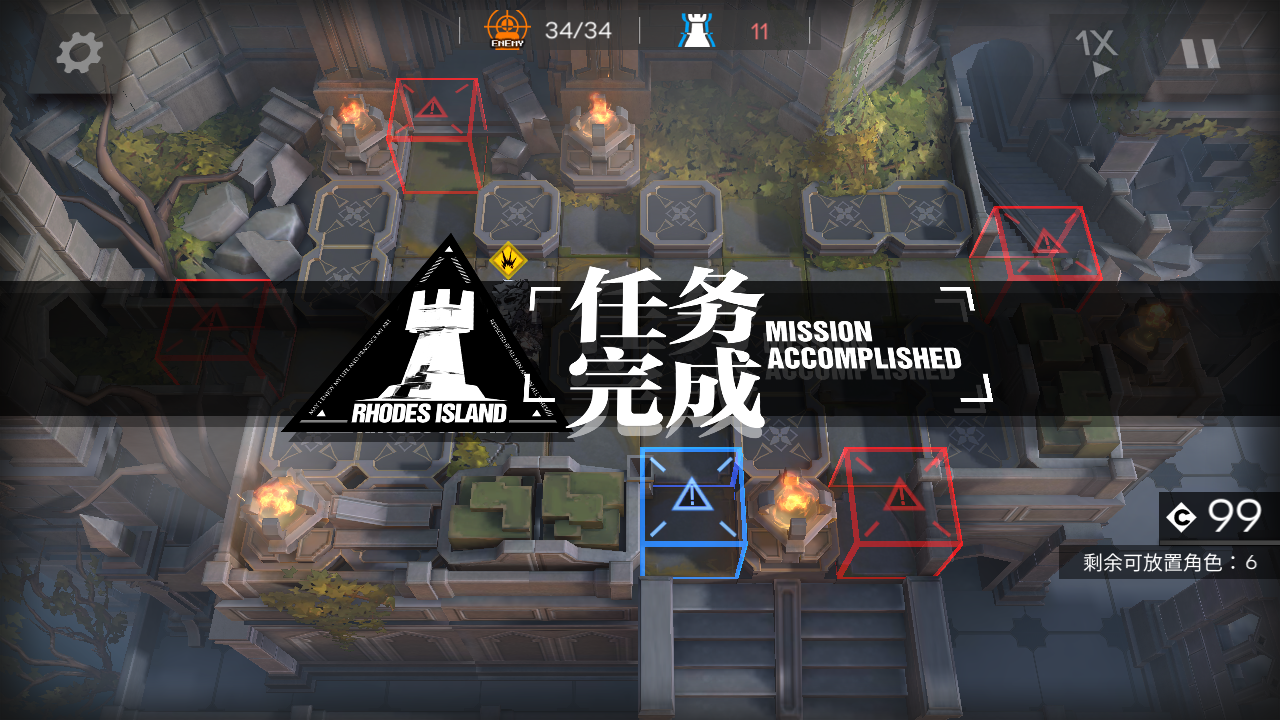 ENEMY
34/34
11
1X
任务
完成
MISSION
ACCOMPLISHED
RHODES ISLAND
99
剩余可放置角色：6